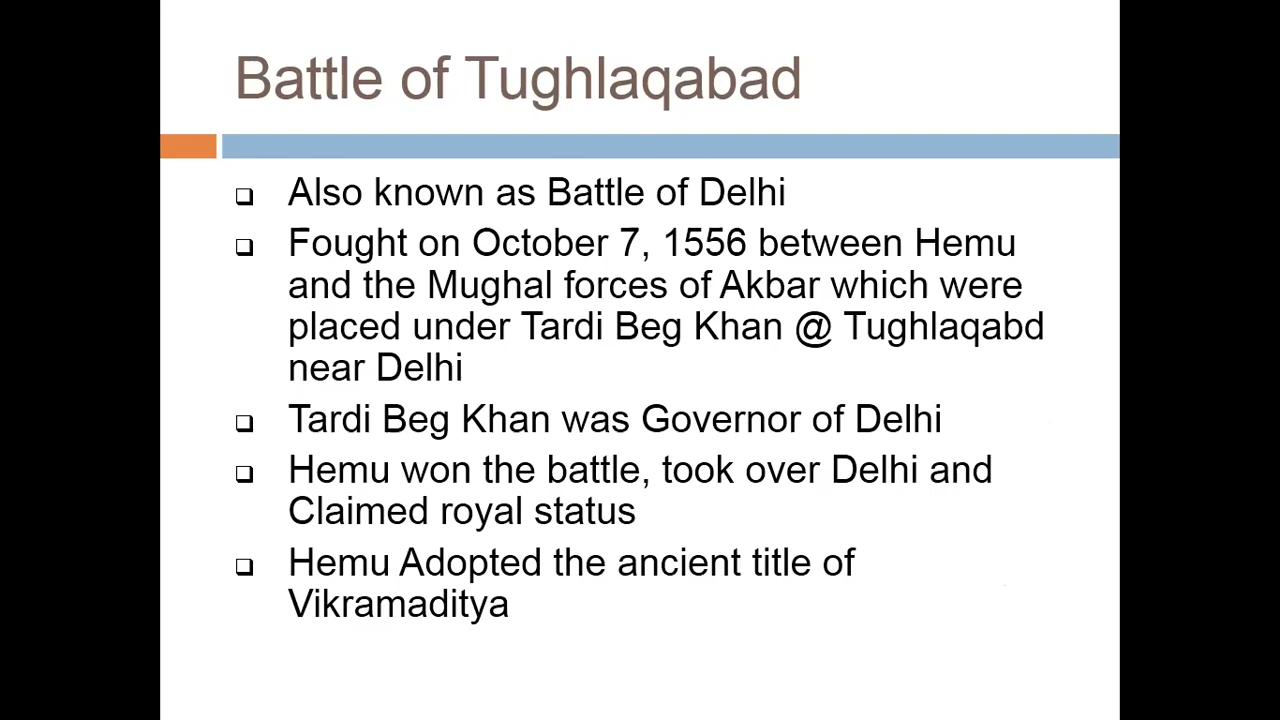 Battle of Tughlaqabad
Also known as Battle of Delhi
Fought on October 7, 1556 between Hemu
and the Mughal forces of Akbar which were
placed under Tardi Beg Khan @ Tughlaqabd
near Delhi
Tardi Beg Khan was Governor of Delhi
Hemu won the battle, took over Delhi and
Claimed royal status
Hemu Adopted the ancient title of
Vikramaditya